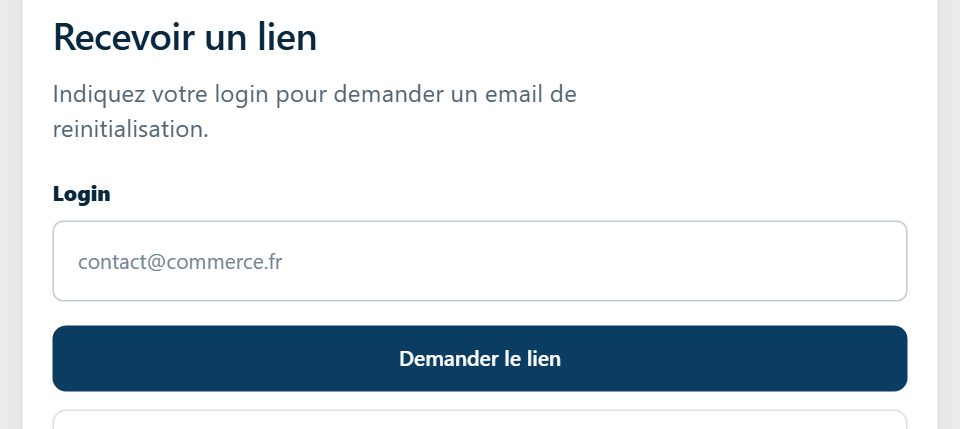 Recevoir un lien
Indiquez votre login pour demander un email de
reinitialisation.
Login
contact@commerce.fr
Demander le lien